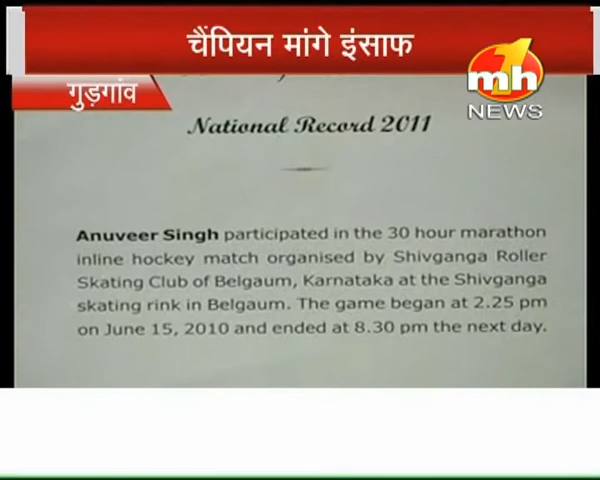 चैंपियन मांगे इंसाफ
गुड़गांव
mh1
NEWS
National Record 2011
Anuveer Singh participated in the 30 hour marathon
inline hockey match organised by Shivganga Roller
Skating Club of Belgaum, Karnataka at the Shivganga
skating rink in Belgaum. The game began at 2.25 pm
on June 15, 2010 and ended at 8.30 pm the next day.